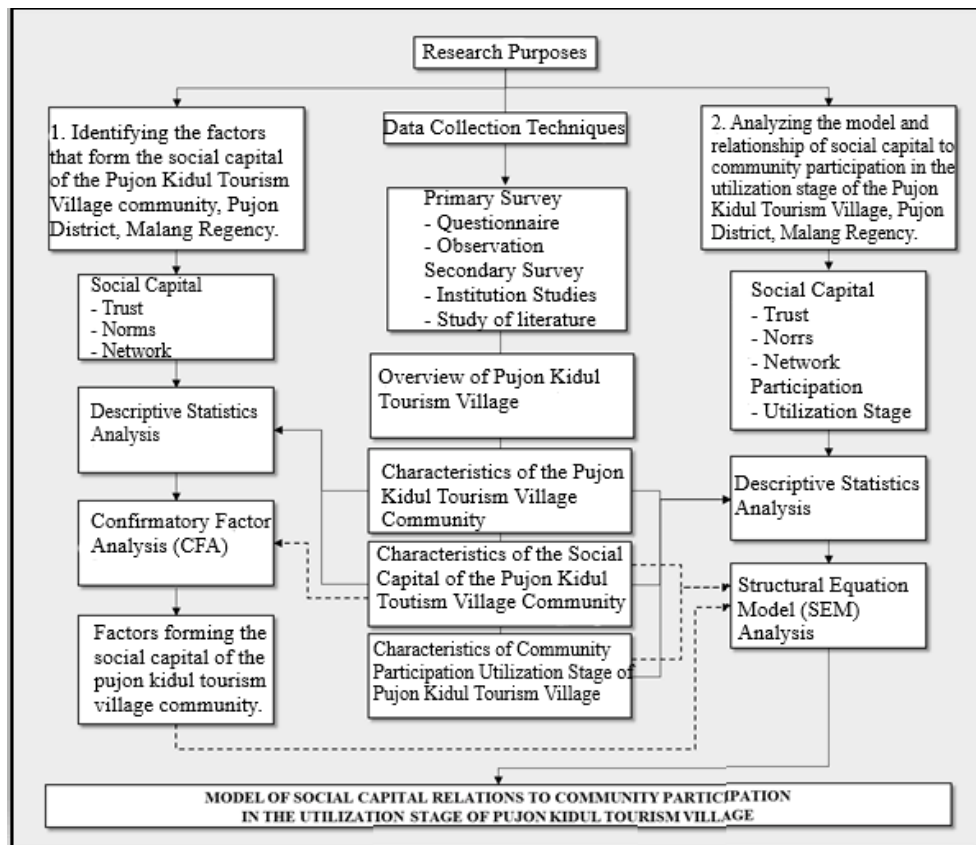 Research Purposes
1. Identifying the factors
that form the social capital
of the Pujon Kidul Tourism
Village community, Pujon
District, Malang Regency.
Social Capital
- Trust
- Norms
- Network
Descriptive Statistics
Analysis
Confirmatory Factor
Analysis (CFA)
Factors forming the
social capital of the
pujon kidul tourism
village community.
Data Collection Techniques
Primary Survey
- Questionnaire
- Observation
Secondary Survey
- Institution Studies
- Study of literature
Overview of Pujon Kidul
Tourism Village
Characteristics of the Pujon
Kidul Tourism Village
Community
Characteristics of the Social
Capital of the Pujon Kidul
Toutism Village Community
Characteristics of Community
Participation Utilization Stage of
Pujon Kidul Tourism Village
2. Analyzing the model and
relationship of social capital to
community participation in the
utilization stage of the Pujon
Kidul Tourism Village, Pujon
District, Malang Regency.
Social Capital
- Trust
- Norrs
- Network
Participation
- Utilization Stage
Descriptive Statistics
Analysis
Structural Equation
Model (SEM)
Analysis
MODEL OF SOCIAL CAPITAL RELATIONS TO COMMUNITY PARTICIPATION
IN THE UTILIZATION STAGE OF PUJON KIDUL TOURISM VILLAGE